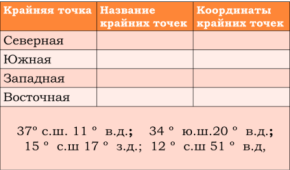 Крайняя точка Название крайних точек Координаты крайних точек
Северная
Южная
Западная
Восточная
37º с.ш. 11 º в.д.; 34 º ю.ш.20 º в.д.;
15 º с.ш 17 º з.д.; 12 º с.ш 51 º в.д,